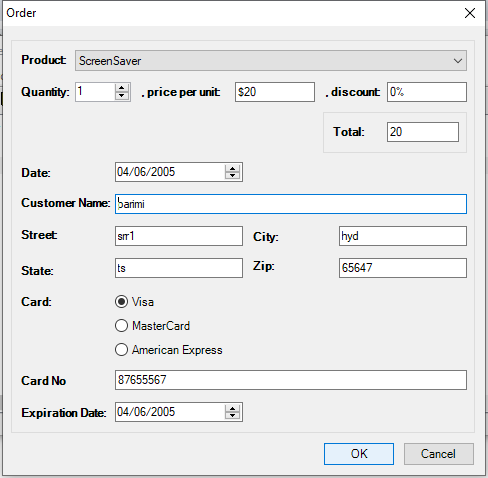 Order
Product: ScreenSaver
Quantity: 1 , price per unit: $20 , discount: 0%
Total: 20
Date: 04/06/2005
Customer Name: barimi
Street: srr1 City: hyd
State: ts Zip: 65647
Card: Visa
MasterCard
American Express
Card No 87655567
Expiration Date: 04/06/2005
OK Cancel